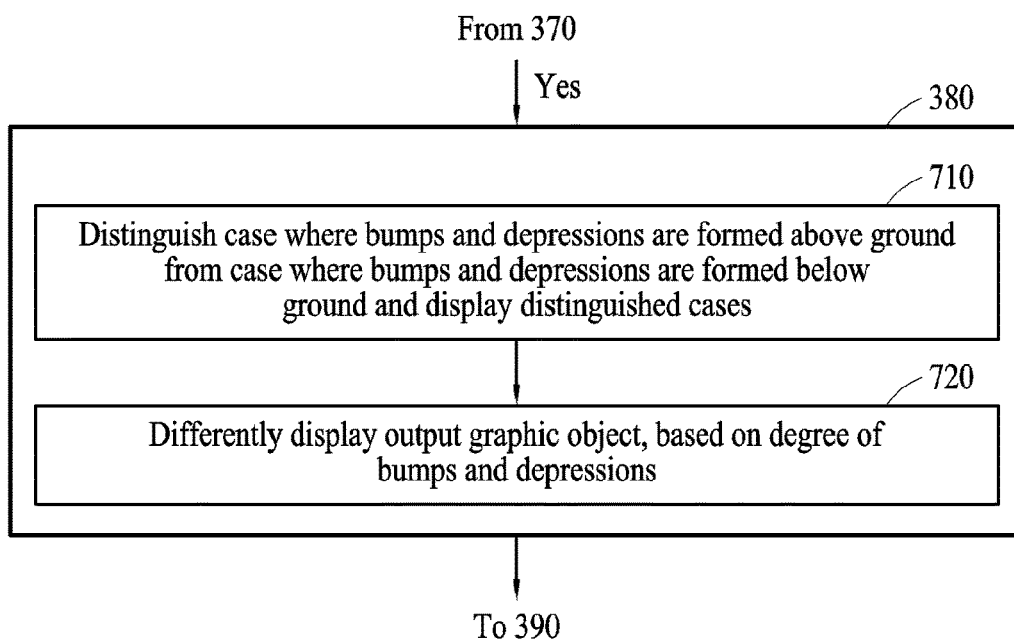 From 370
Yes
380
710
Distinguish case where bumps and depressions are formed above ground
from case where bumps and depressions are formed below
ground and display distinguished cases
720
Differently display output graphic object, based on degree of
bumps and depressions
To 390